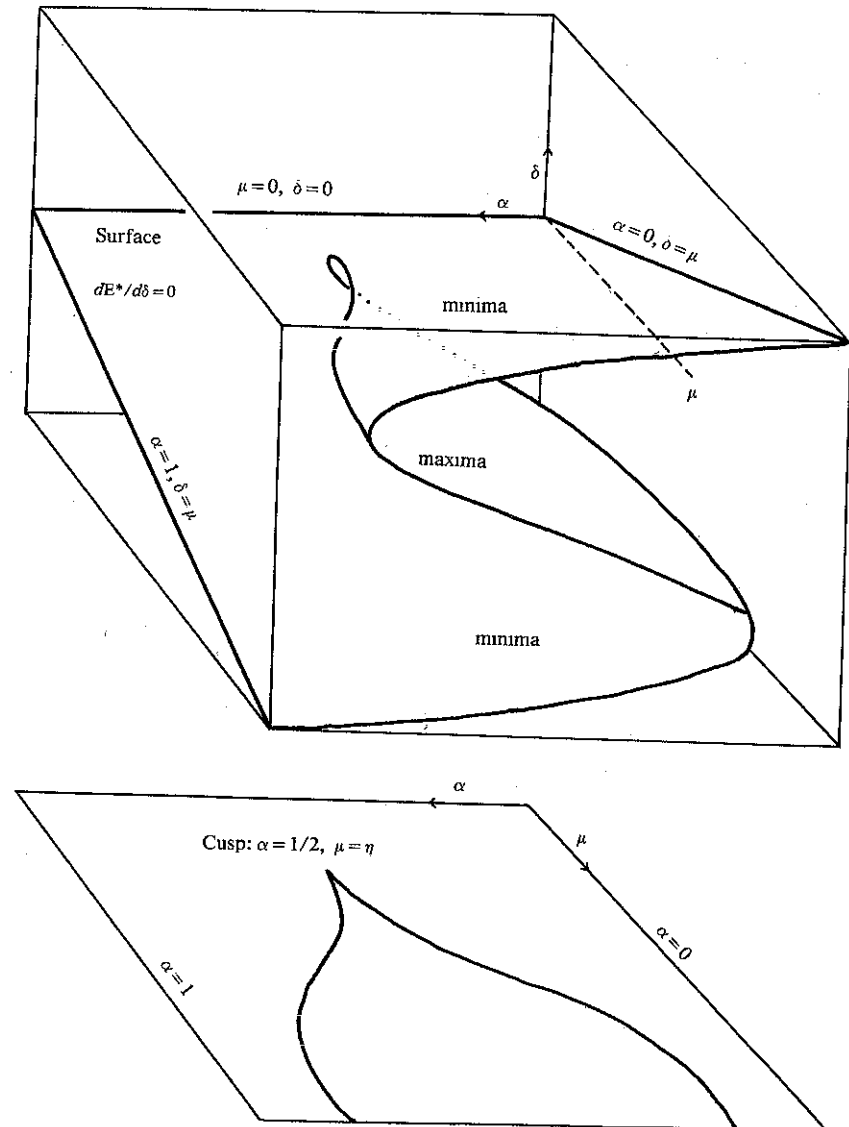 δ
μ=0, δ=0
α
α=0, δ=μ
Surface
dE*/dδ=0
minima
μ
maxima
α=1, δ=μ
minima
α
Cusp: α=1/2, μ=η
μ
α=0
α=1